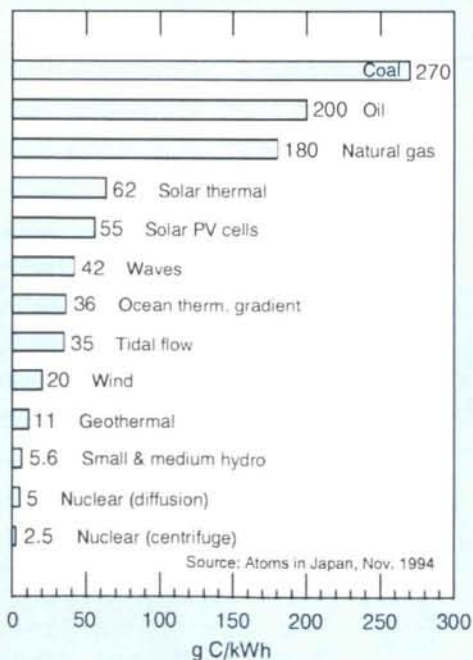 Coal 270
200 Oil
180 Natural gas
62 Solar thermal
55 Solar PV cells
42 Waves
36 Ocean therm. gradient
35 Tidal flow
20 Wind
11 Geothermal
5.6 Small & medium hydro
5 Nuclear (diffusion)
2.5 Nuclear (centrifuge)
Source: Atoms in Japan, Nov. 1994
0 50 100 150 200 250 300
g C/kWh